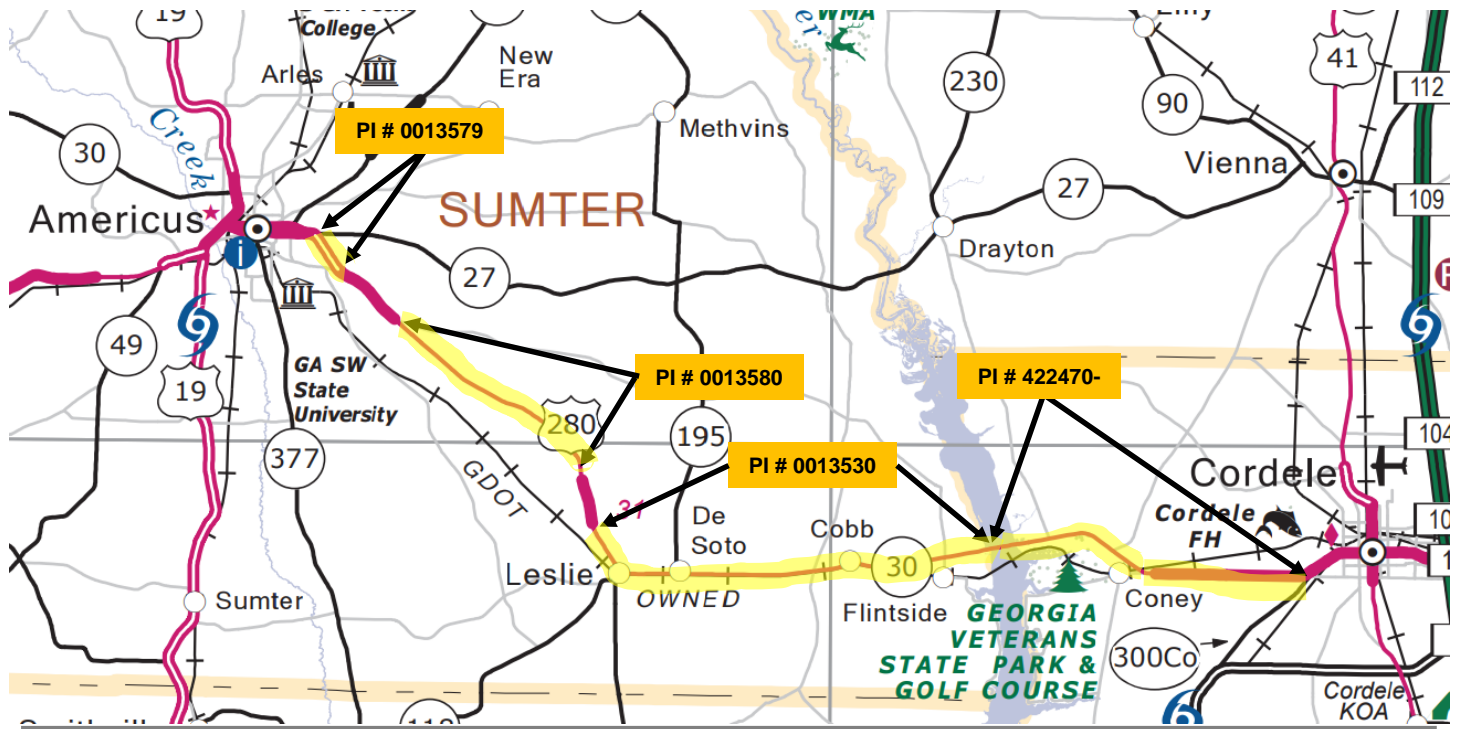 19
College
WMA
41
112
New
Era
Arles
230
90
Methvins
Creek
PI # 0013579
30
Vienna
27
109
SUMTER
Americus
Drayton
i
27
49
19
GA SW
State
University
PI # 0013580
PI # 422470-
280
195
104
377
GDOT
PI # 0013530
Cordele
31
De
Soto
Cobb
Cordele
FH
10
1
Leslie
30
OWNED
Flintside
Coney
Sumter
GEORGIA
VETERANS
STATE PARK &
GOLF COURSE
300Co
Cordele
KOA